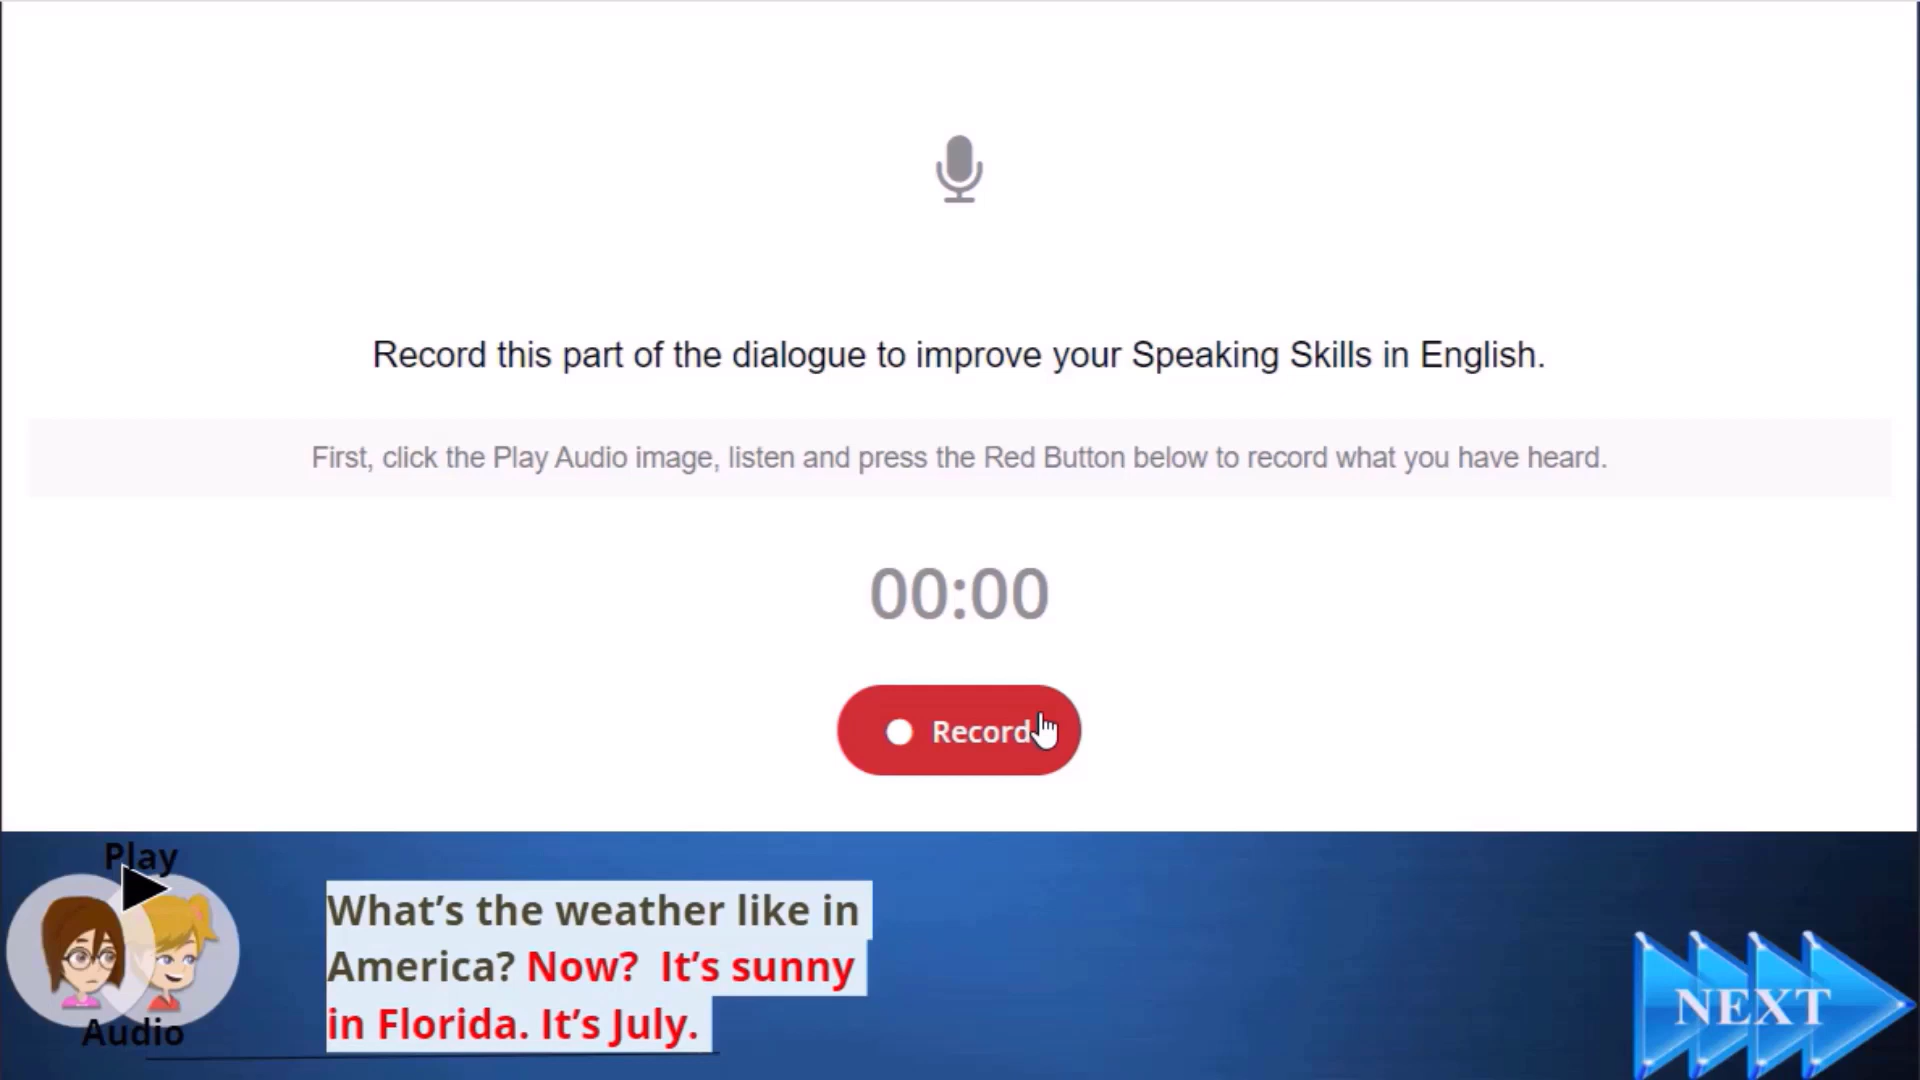 Record this part of the dialogue to improve your Speaking Skills in English.
First, click the Play Audio image, listen and press the Red Button below to record what you have heard.
00:00
Record
Play
Audio
What’s the weather like in
America? Now?  It’s sunny
in Florida. It’s July.
NEXT